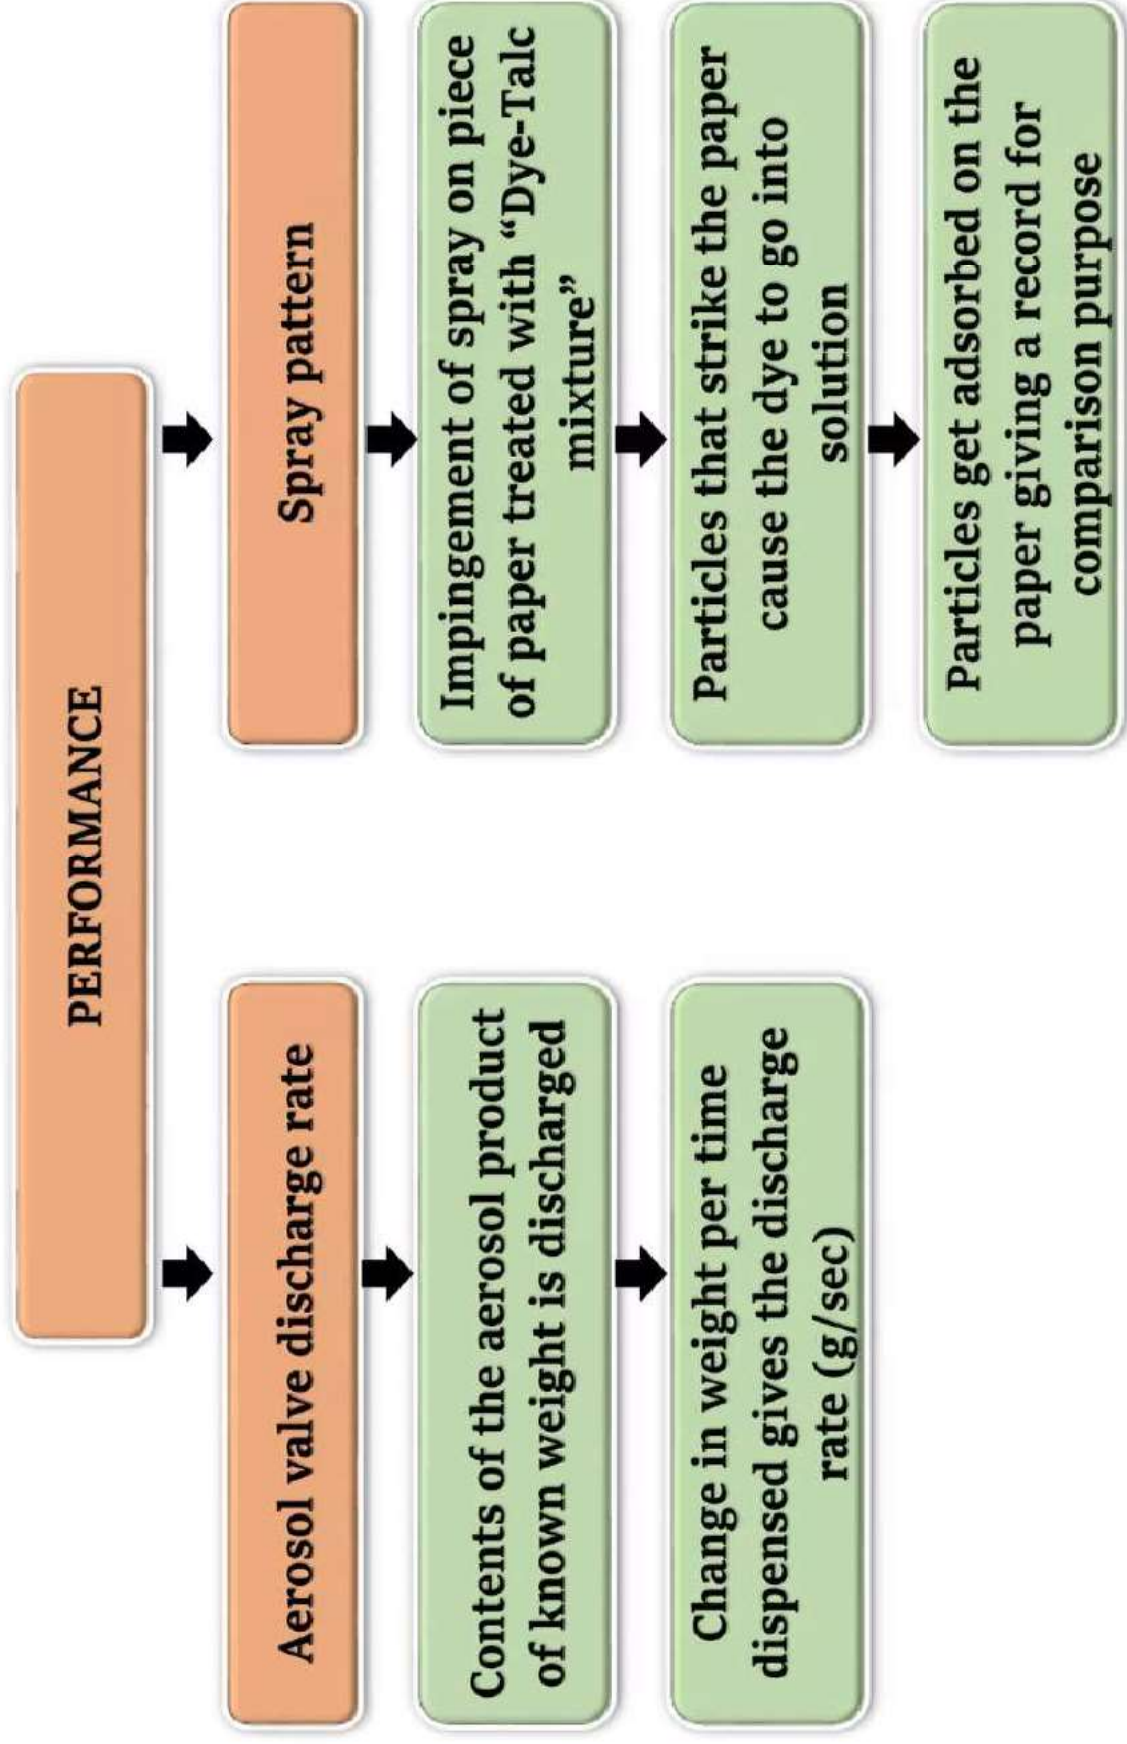 PERFORMANCE
Aerosol valve discharge rate
Contents of the aerosol product
of known weight is discharged
Change in weight per time
dispensed gives the discharge
rate (g/sec)
Spray pattern
Impingement of spray on piece
of paper treated with “Dye-Talc
mixture”
Particles that strike the paper
cause the dye to go into
solution
Particles get adsorbed on the
paper giving a record for
comparison purpose